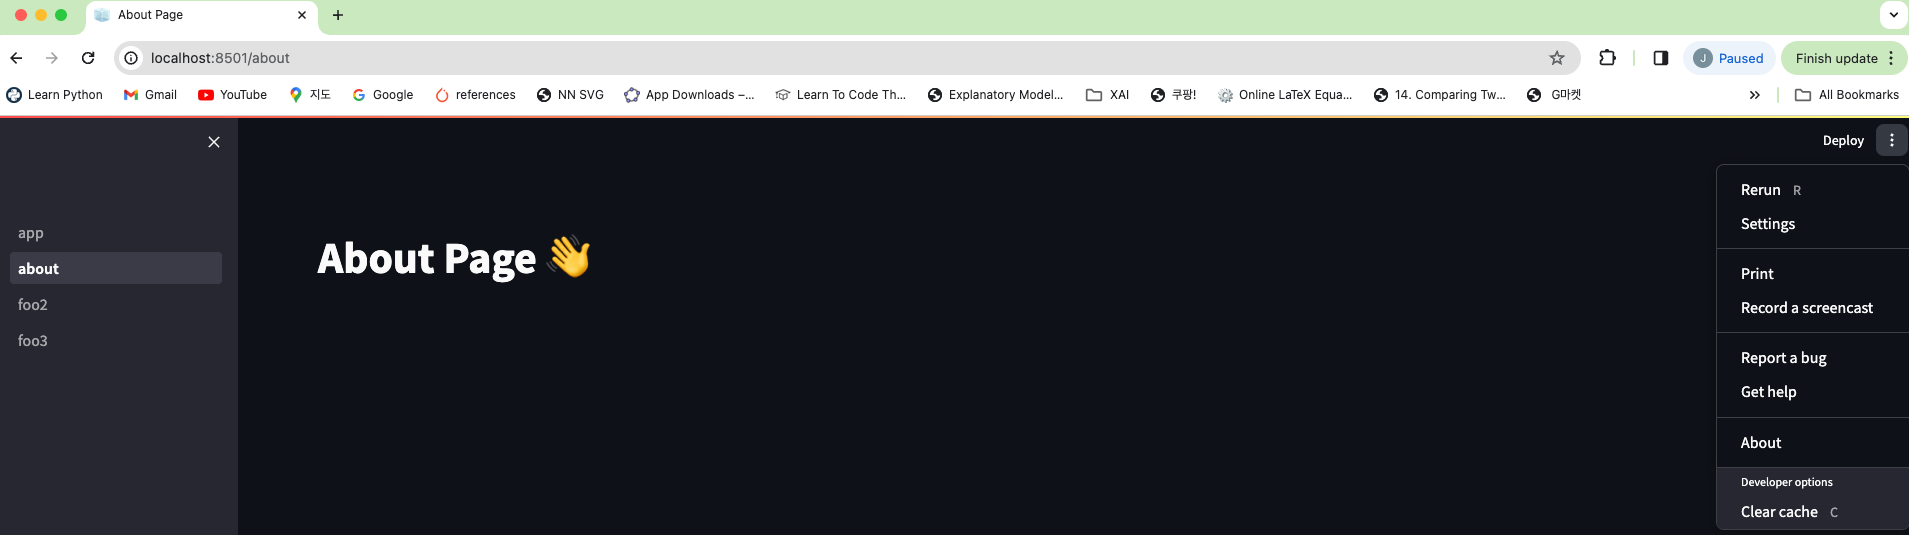 About Page
localhost:8501/about
J Paused
Finish update
Learn Python Gmail YouTube 지도 Google references NN SVG App Downloads –... Learn To Code Th... Explanatory Model... XAI 쿠팡! Online LaTeX Equa... 14. Comparing Tw... G마켓 All Bookmarks
Deploy
app
about
foo2
foo3
About Page 👋
Rerun R
Settings
Print
Record a screencast
Report a bug
Get help
About
Developer options
Clear cache C